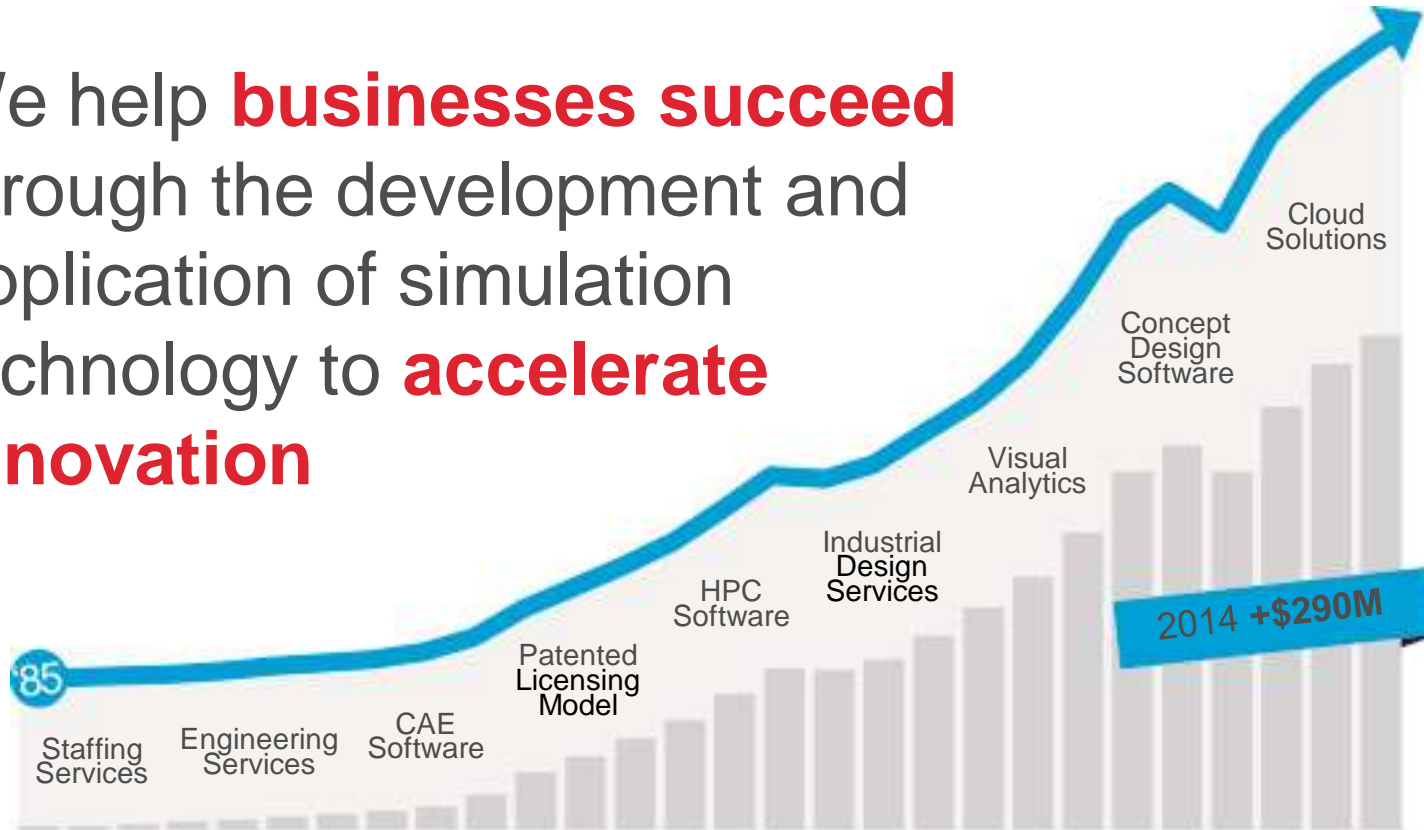 We help businesses succeed
rough the development and
pplication of simulation
chnology to accelerate
novation
Cloud
Solutions
Concept
Design
Software
Visual
Analytics
Industrial
Design
Services
HPC
Software
2014 +$290M
Patented
Licensing
Model
'85
CAE
Software
Engineering
Services
Staffing
Services